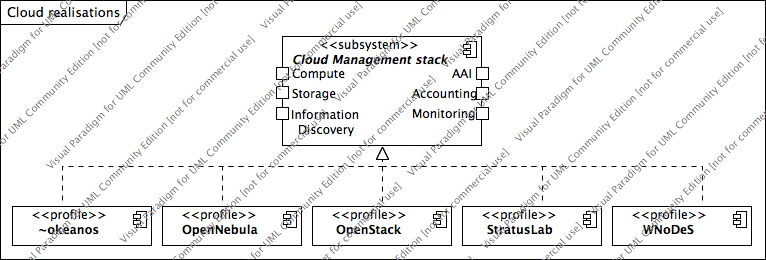 Cloud realisations
<<subsystem>>
Cloud Management stack
Compute AAI
Storage Accounting
Information Monitoring
Discovery
<<profile>> <<profile>> <<profile>> <<profile>> <<profile>>
~okeanos OpenNebula OpenStack StratusLab WNoDeS
Visual Paradigm for UML Community Edition [not for commercial use]